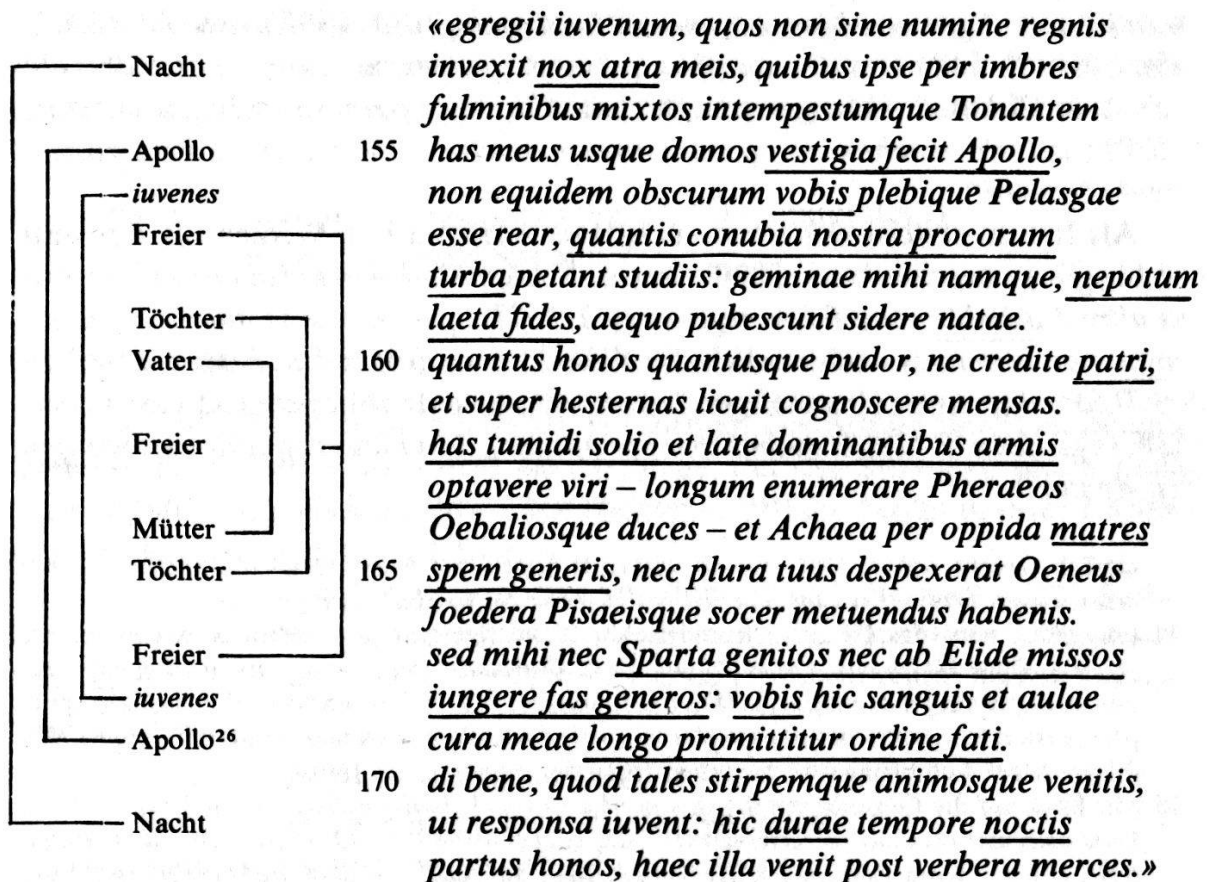 «egregii iuvenum, quos non sine numine regnis
Nacht invexit nox atra meis, quibus ipse per imbres
fulminibus mixtos intempestumque Tonantem
Apollo 155 has meus usque domos vestigia fecit Apollo,
iuvenes non equidem obscurum vobis plebique Pelasgae
Freier esse rear, quantis conubia nostra procorum
turba petant studiis: geminae mihi namque, nepotum
Töchter laeta fides, aequo pubescunt sidere natae.
Vater 160 quantus honos quantusque pudor, ne credite patri,
et super hesternas licuit cognoscere mensas.
Freier has tumidi solio et late dominantibus armis
optavere viri – longum enumerare Pheraeos
Mütter Oebaliosque duces – et Achaea per oppida matres
Töchter 165 spem generis, nec plura tuus despexerat Oeneus
foedera Pisaeisque socer metuendus habenis.
Freier sed mihi nec Sparta genitos nec ab Elide missos
iuvenes iungere fas generos: vobis hic sanguis et aulae
Apollo²⁶ cura meae longo promittitur ordine fati.
170 di bene, quod tales stirpemque animosque venitis,
Nacht ut responsa iuvent: hic durae tempore noctis
partus honos, haec illa venit post verbera merces.»